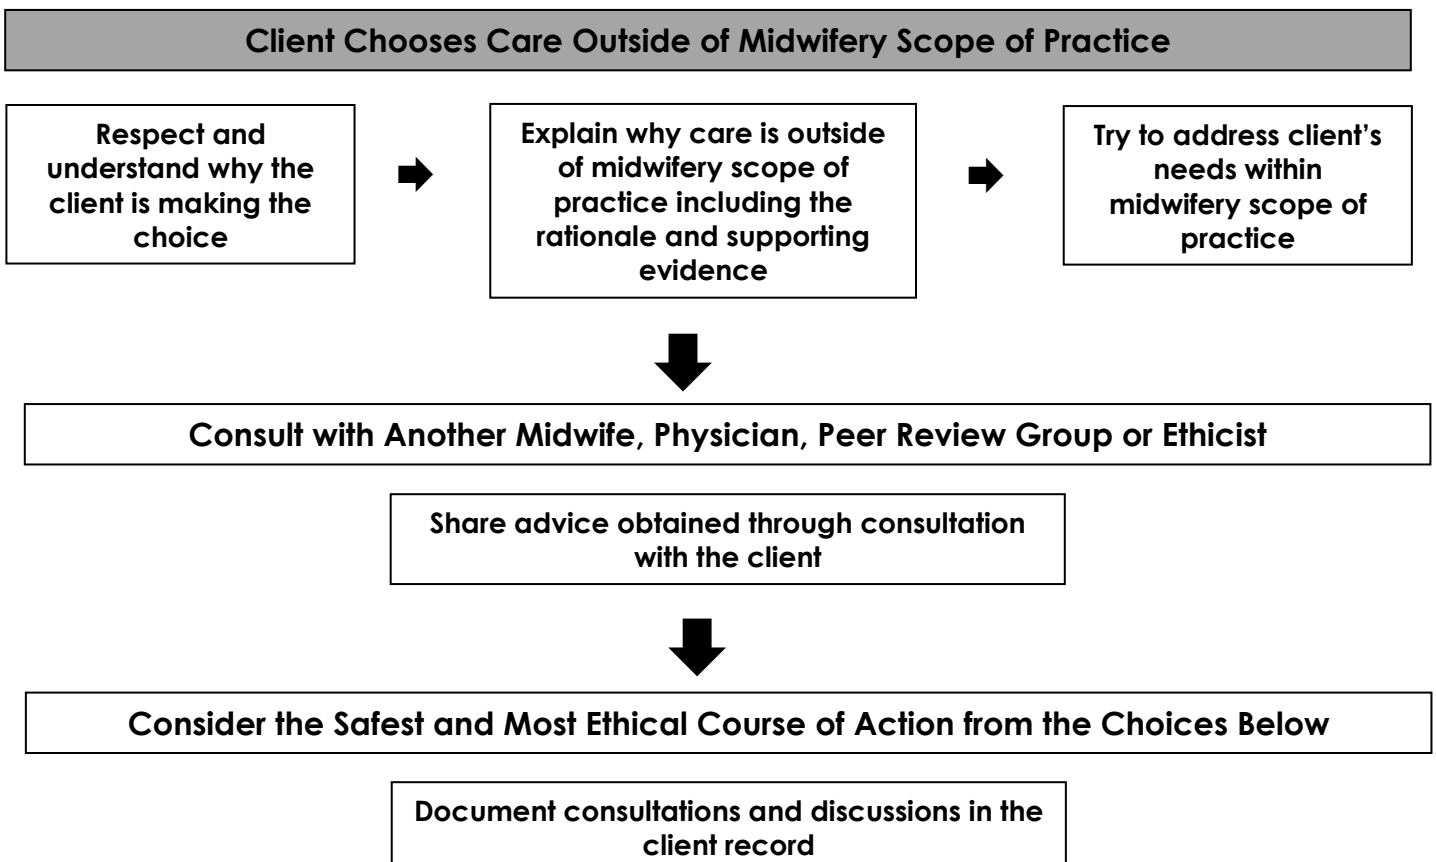 Client Chooses Care Outside of Midwifery Scope of Practice
Respect and
understand why the
client is making the
choice
Explain why care is outside
of midwifery scope of
practice including the
rationale and supporting
evidence
Try to address client’s
needs within
midwifery scope of
practice
Consult with Another Midwife, Physician, Peer Review Group or Ethicist
Share advice obtained through consultation
with the client
Consider the Safest and Most Ethical Course of Action from the Choices Below
Document consultations and discussions in the
client record